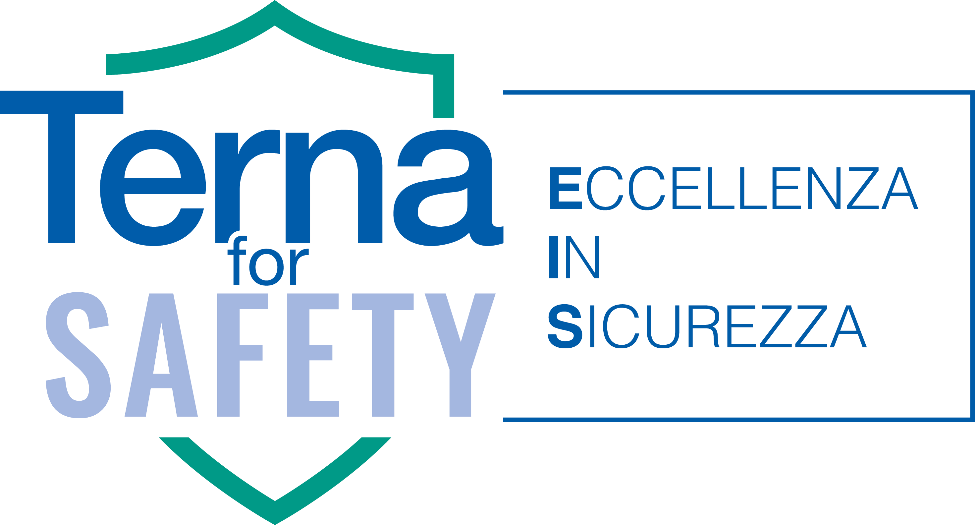 Terna
for
SAFETY
ECCELLENZA
IN
SICUREZZA